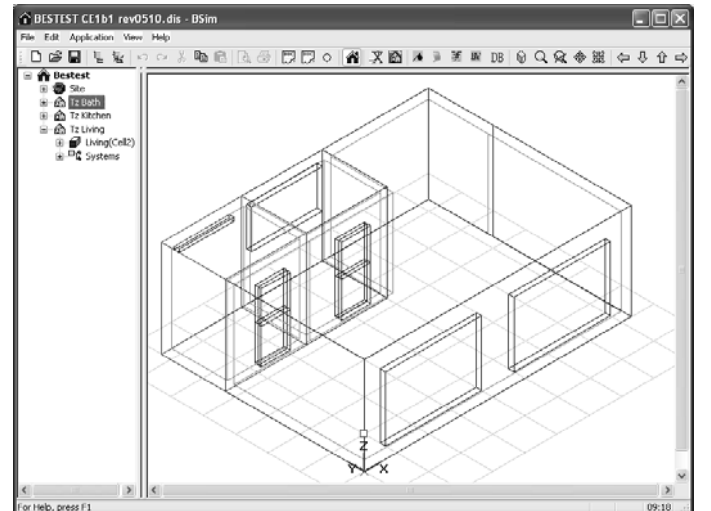 BESTEST CE1b1 rev0510.dis - BSim
File Edit Application View Help
DB
Bestest
Site
Tz Bath
Tz Kitchen
Tz Living
Living(Cell2)
Systems
Z
Y X
For Help, press F1
09:18